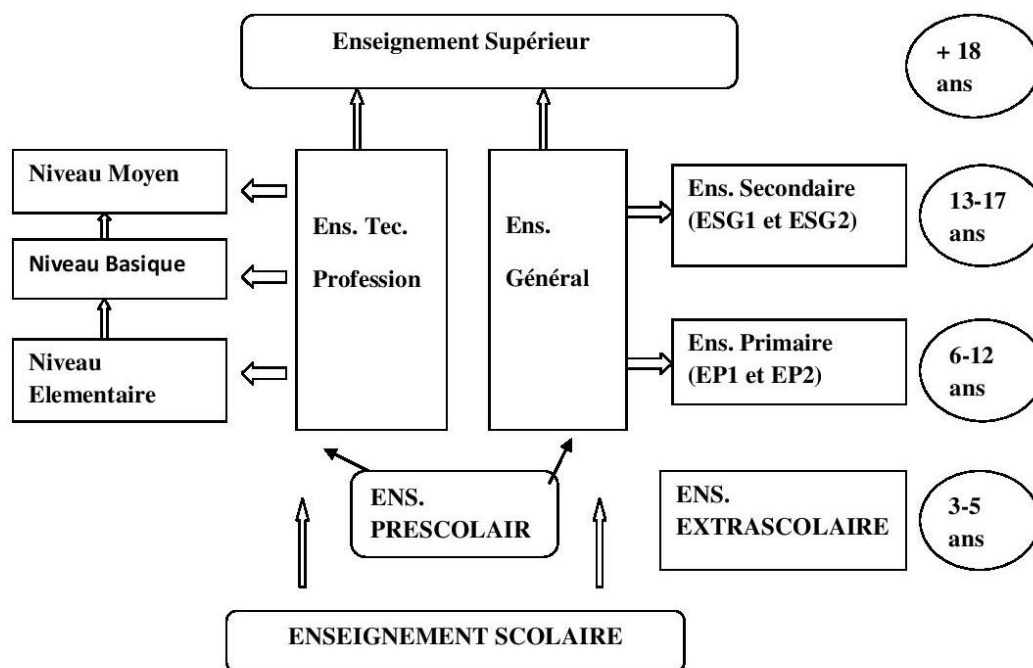 Enseignement Supérieur
+ 18
ans
Niveau Moyen
Niveau Basique
Niveau
Elementaire
Ens. Tec.
Profession
Ens.
Général
Ens. Secondaire
(ESG1 et ESG2)
13-17
ans
Ens. Primaire
(EP1 et EP2)
6-12
ans
ENS.
PRESCOLAIR
ENS.
EXTRASCOLAIRE
3-5
ans
ENSEIGNEMENT SCOLAIRE